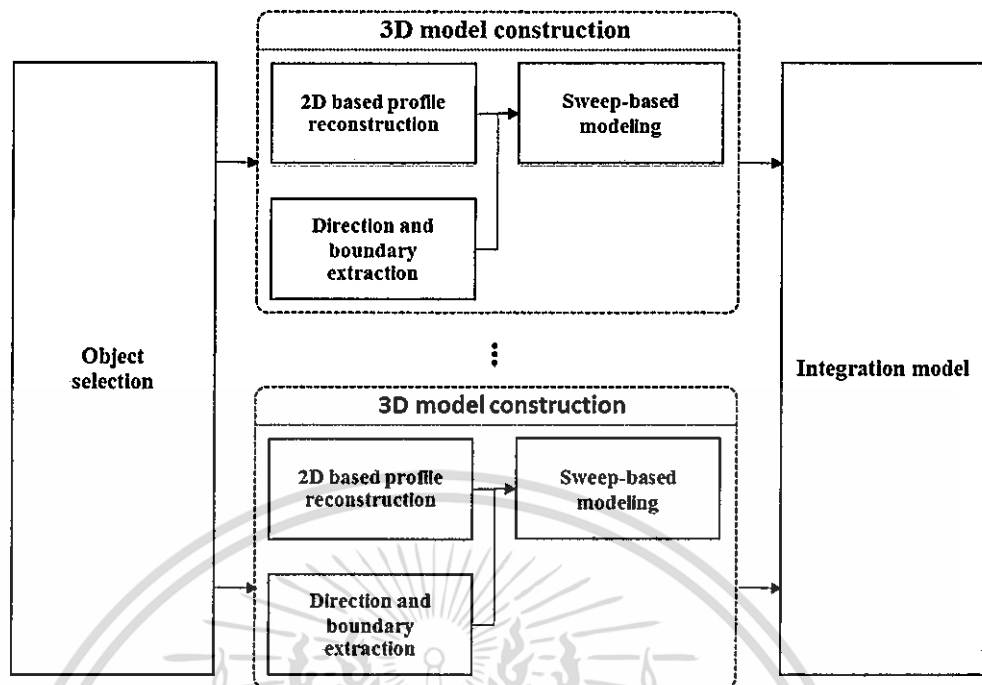 3D model construction
2D based profile
reconstruction
Sweep-based
modeling
Direction and
boundary
extraction
Object
selection
Integration model
3D model construction
2D based profile
reconstruction
Sweep-based
modeling
Direction and
boundary
extraction